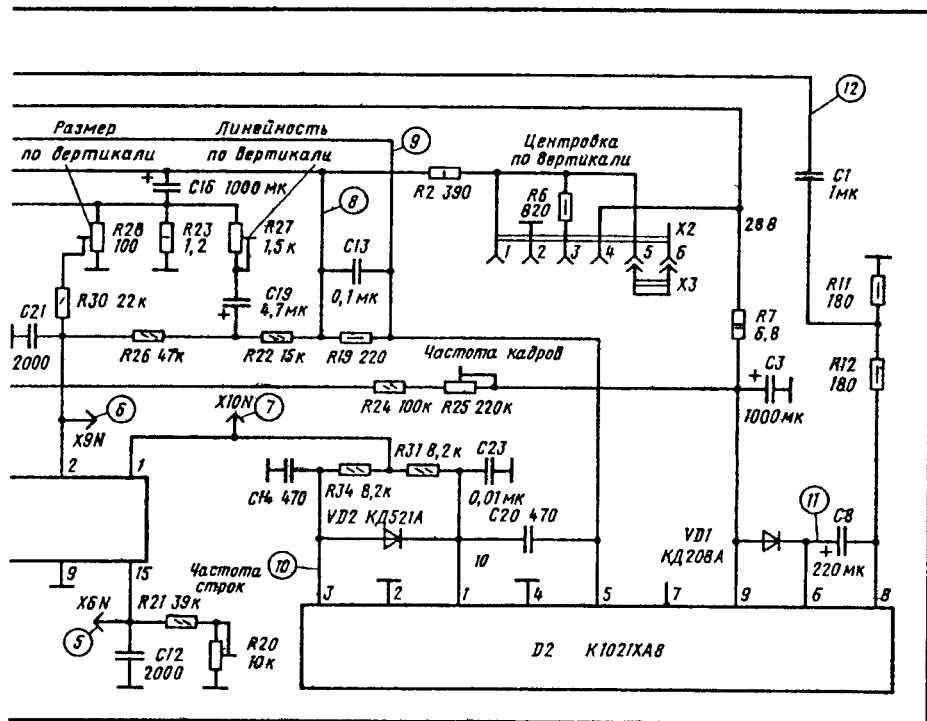 12
Размер
по вертикали
Линейность
по вертикали
9
Центровка
по вертикали
C1
1мк
+
C16 1000 мк
R2 390
8
R6
820
X2
28 В
R28
100
R23
1,2
R27
1,5к
C13
0,1 мк
1 2 3 4 5 6
X3
R11
180
R30 22к
C19
4,7мк
+
C21
2000
R7
6,8
R26 47к
R22 15к
R19 220
Частота кадров
+
C3
1000мк
R12
180
R24 100к
R25 220к
X10N
7
6
X9N
2 1
R31 8,2к
C23
0,01 мк
C14 470
R34 8,2к
VD2 КД521А
C20 470
11
C8
VD1
КД208А
+
220 мк
10
10
9 15
Частота
строк
3 2 1 4 5 7 9 6 8
X6N
R21 39к
5
R20
10к
C12
2000
D2 К1021ХА8